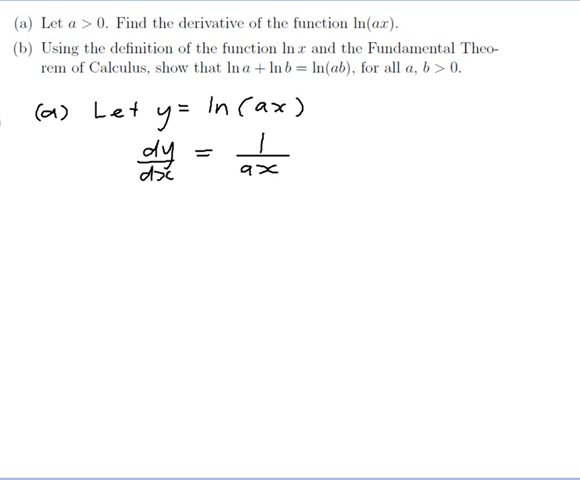 (a) Let a > 0. Find the derivative of the function ln(ax).
(b) Using the definition of the function ln x and the Fundamental Theo-
rem of Calculus, show that ln a + ln b = ln(ab), for all a, b > 0.
(a) Let y = ln(ax)
dy/dx = 1/ax